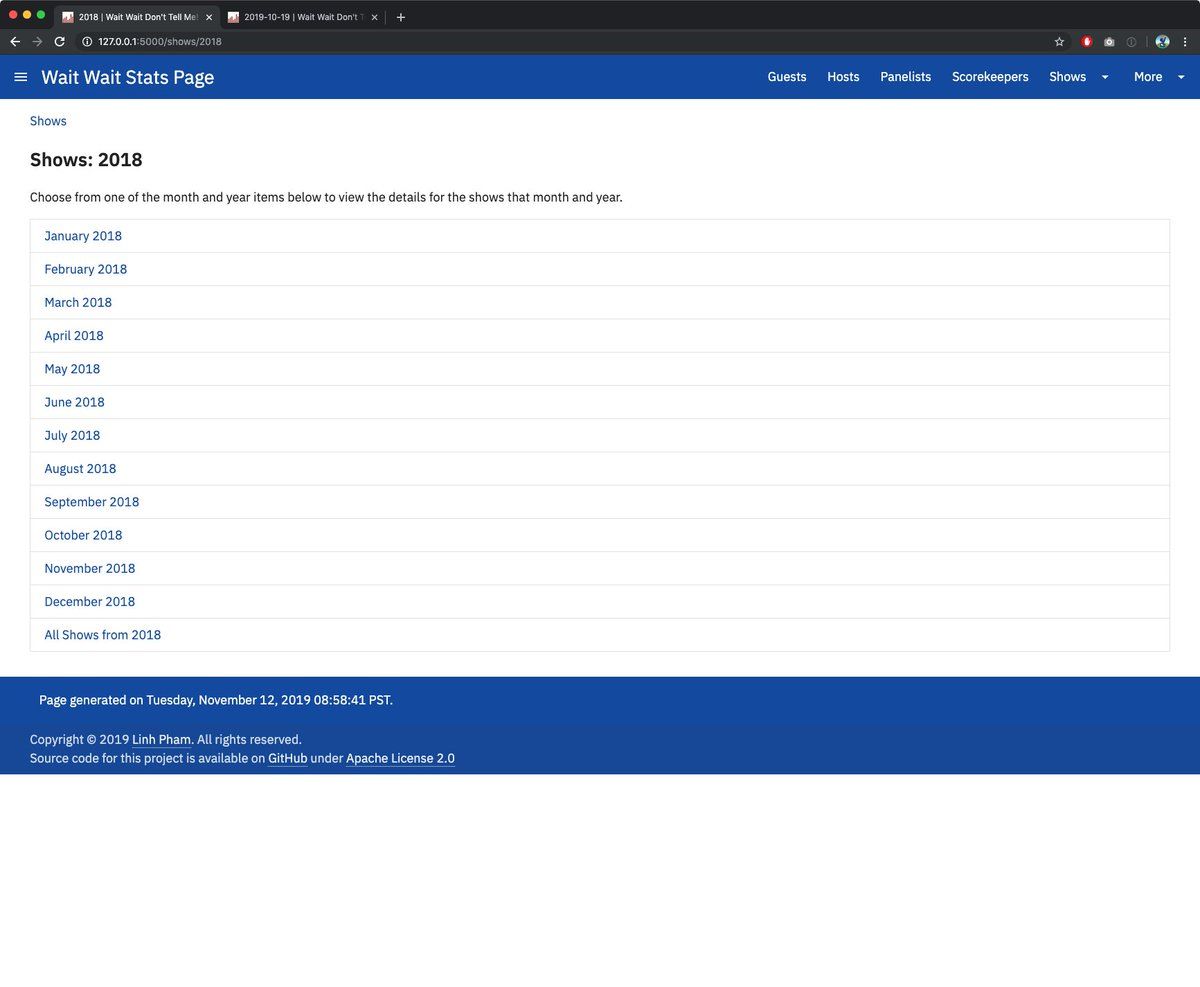 2018 | Wait Wait Don't Tell Me!
2019-10-19 | Wait Wait Don't T
127.0.0.1:5000/shows/2018
Wait Wait Stats Page
Guests Hosts Panelists Scorekeepers Shows More
Shows
Shows: 2018
Choose from one of the month and year items below to view the details for the shows that month and year.
January 2018
February 2018
March 2018
April 2018
May 2018
June 2018
July 2018
August 2018
September 2018
October 2018
November 2018
December 2018
All Shows from 2018
Page generated on Tuesday, November 12, 2019 08:58:41 PST.
Copyright © 2019 Linh Pham. All rights reserved.
Source code for this project is available on GitHub under Apache License 2.0